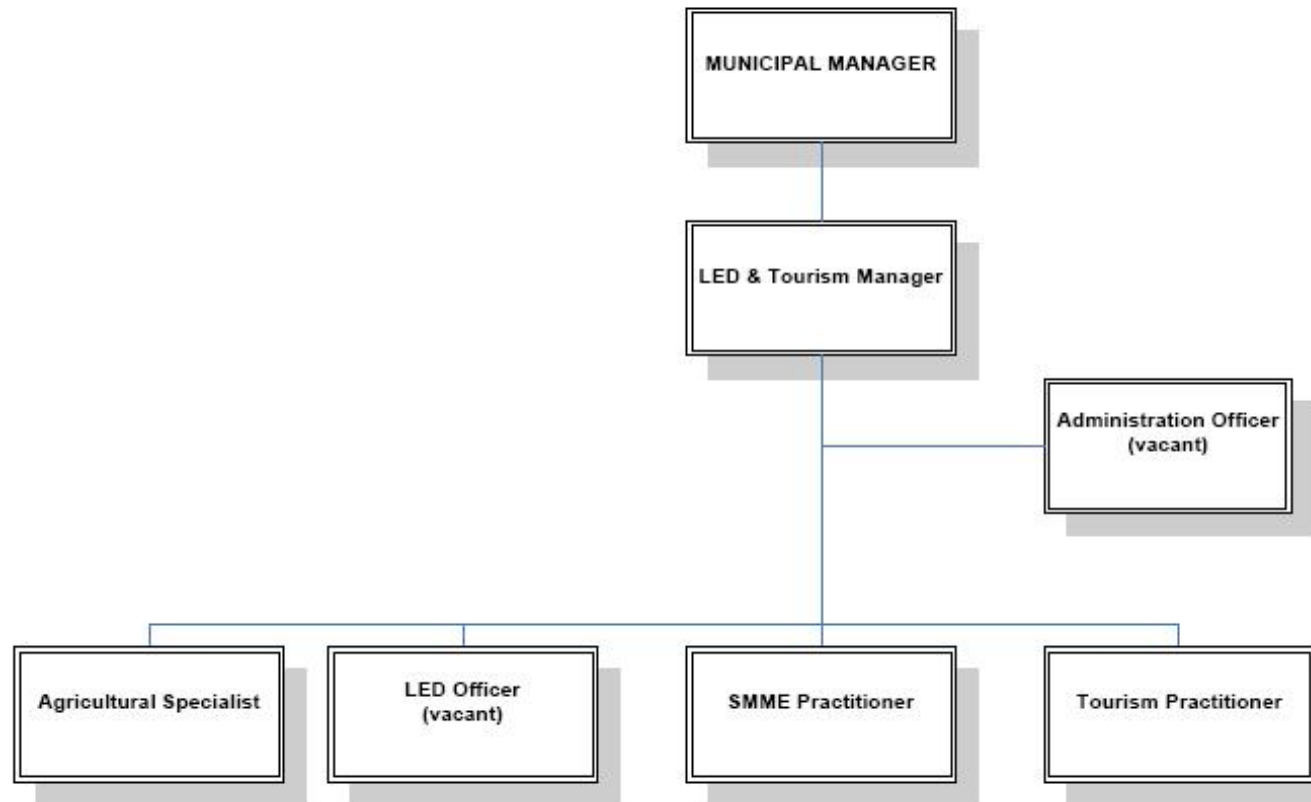 MUNICIPAL MANAGER
LED & Tourism Manager
Administration Officer
(vacant)
Agricultural Specialist
LED Officer
(vacant)
SMME Practitioner
Tourism Practitioner